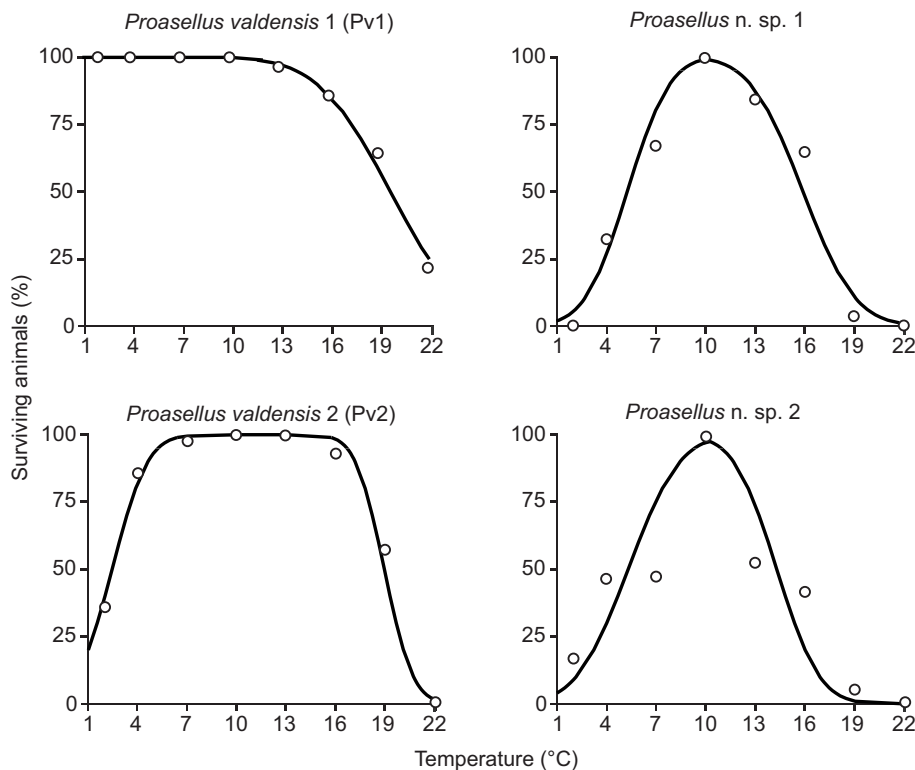 Proasellus valdensis 1 (Pv1)
100
75
50
25
0
1 4 7 10 13 16 19 22
Proasellus n. sp. 1
100
75
50
25
0
1 4 7 10 13 16 19 22
Surviving animals (%)
Proasellus valdensis 2 (Pv2)
100
75
50
25
0
1 4 7 10 13 16 19 22
Proasellus n. sp. 2
100
75
50
25
0
1 4 7 10 13 16 19 22
Temperature (°C)